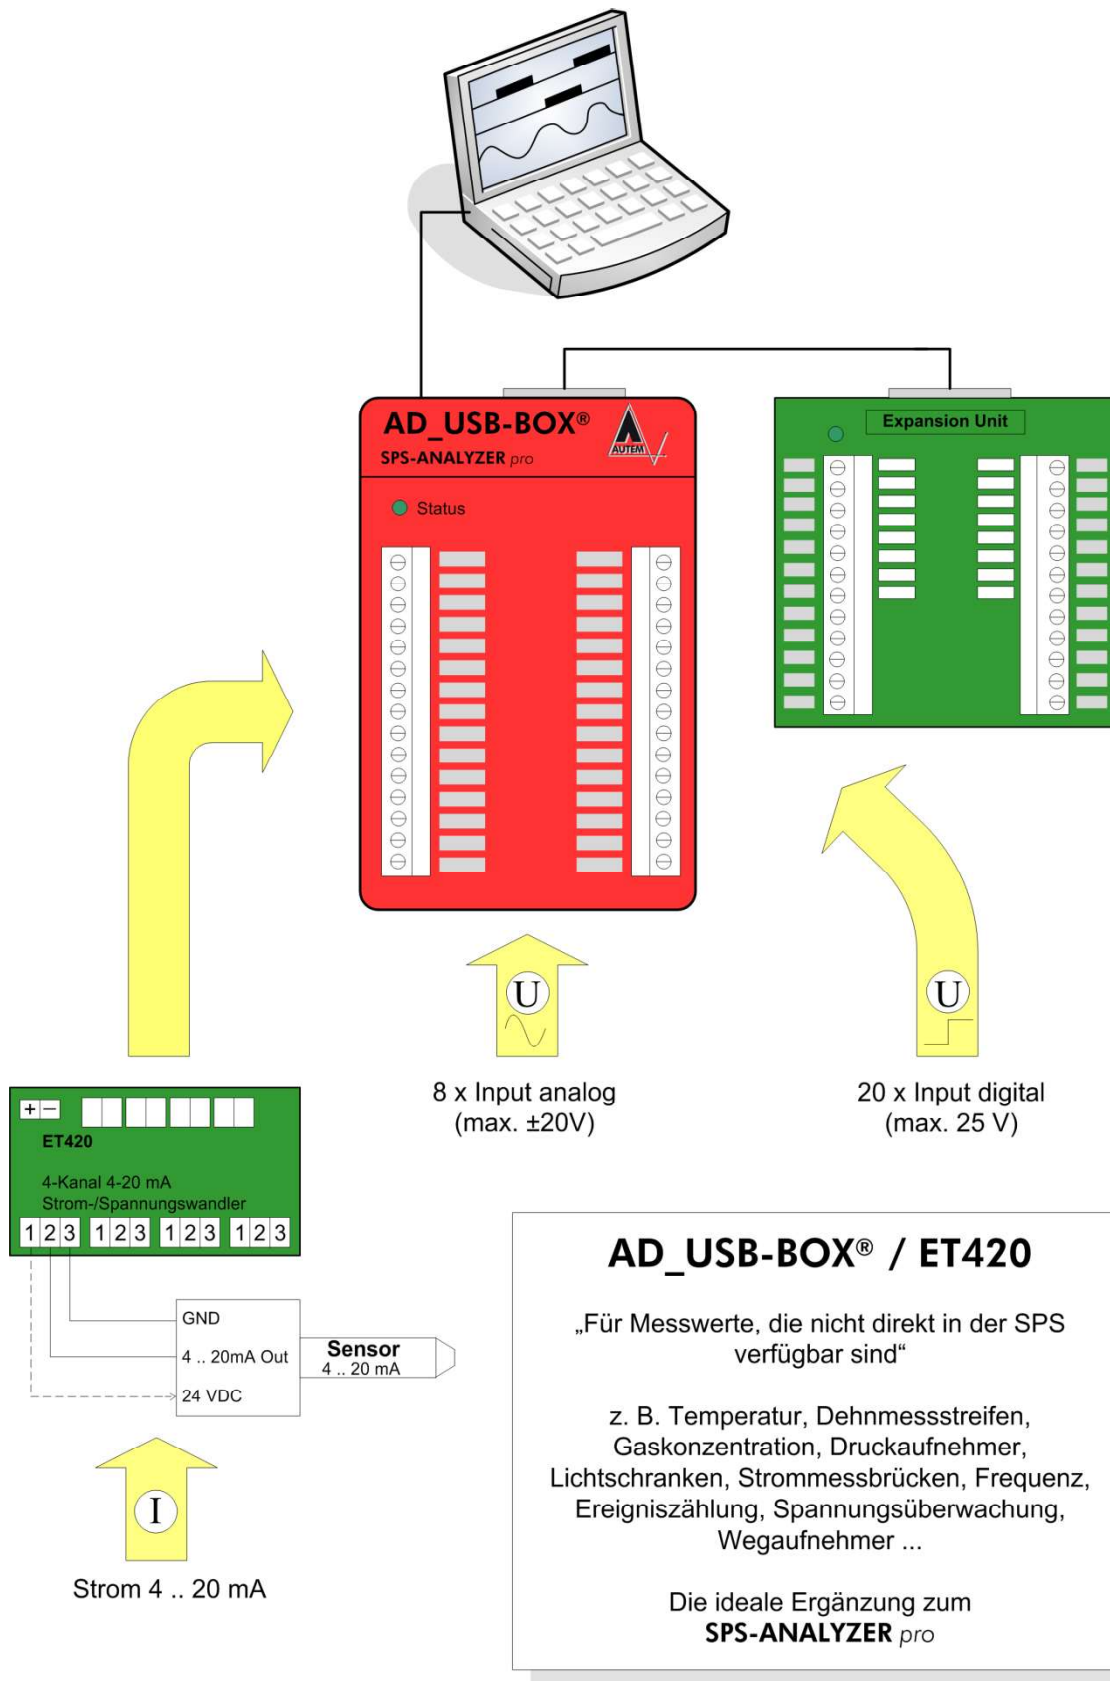 AD_USB-BOX®
SPS-ANALYZER pro
AUTEM
Status
Expansion Unit
U
8 x Input analog
(max. ±20V)
U
20 x Input digital
(max. 25 V)
+ –
ET420
4-Kanal 4-20 mA
Strom-/Spannungswandler
1 2 3 1 2 3 1 2 3 1 2 3
GND
4 .. 20mA Out
24 VDC
Sensor
4 .. 20 mA
I
Strom 4 .. 20 mA
AD_USB-BOX® / ET420
„Für Messwerte, die nicht direkt in der SPS
verfügbar sind“
z. B. Temperatur, Dehnmessstreifen,
Gaskonzentration, Druckaufnehmer,
Lichtschranken, Strommessbrücken, Frequenz,
Ereigniszählung, Spannungsüberwachung,
Wegaufnehmer ...
Die ideale Ergänzung zum
SPS-ANALYZER pro